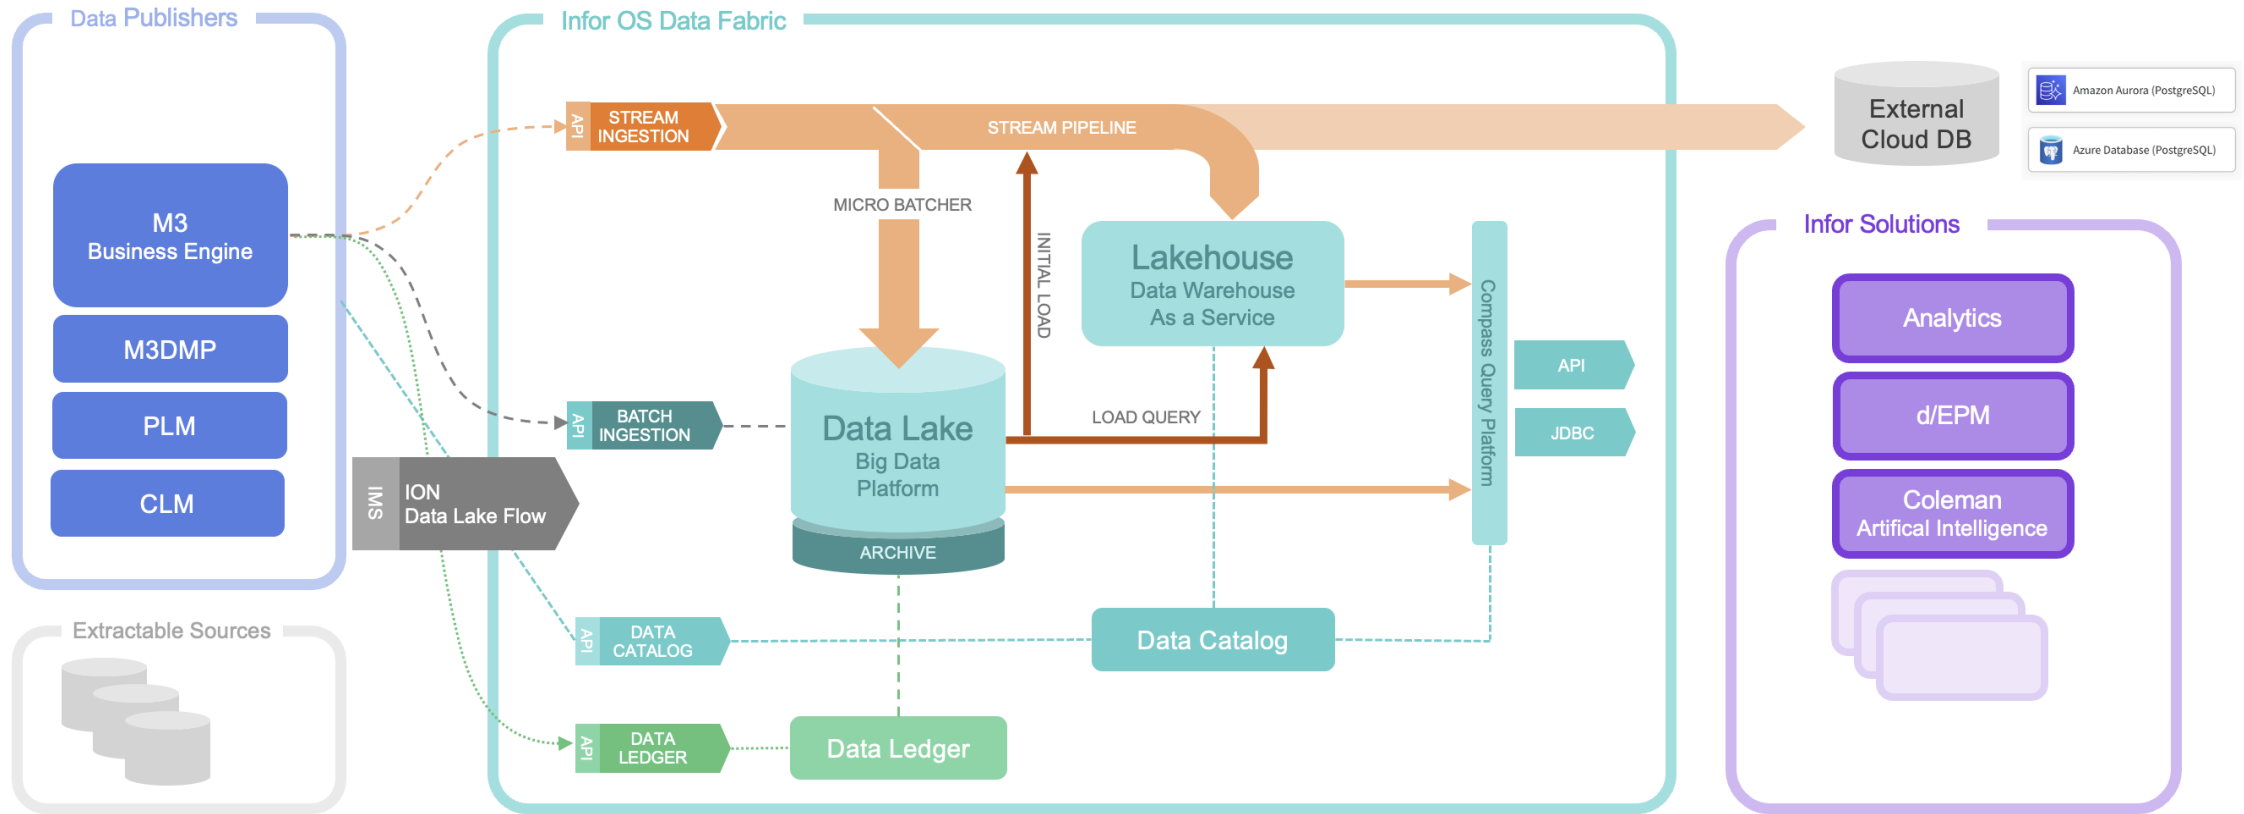 Data Publishers
M3
Business Engine
M3DMP
PLM
CLM
Extractable Sources
IMS
ION
Data Lake Flow
Infor OS Data Fabric
API
STREAM
INGESTION
STREAM PIPELINE
MICRO BATCHER
INITIAL LOAD
Lakehouse
Data Warehouse
As a Service
API
BATCH
INGESTION
Data Lake
Big Data
Platform
ARCHIVE
LOAD QUERY
Compass Query Platform
API
JDBC
API
DATA
CATALOG
Data Catalog
API
DATA
LEDGER
Data Ledger
External
Cloud DB
Amazon Aurora (PostgreSQL)
Azure Database (PostgreSQL)
Infor Solutions
Analytics
d/EPM
Coleman
Artifical Intelligence